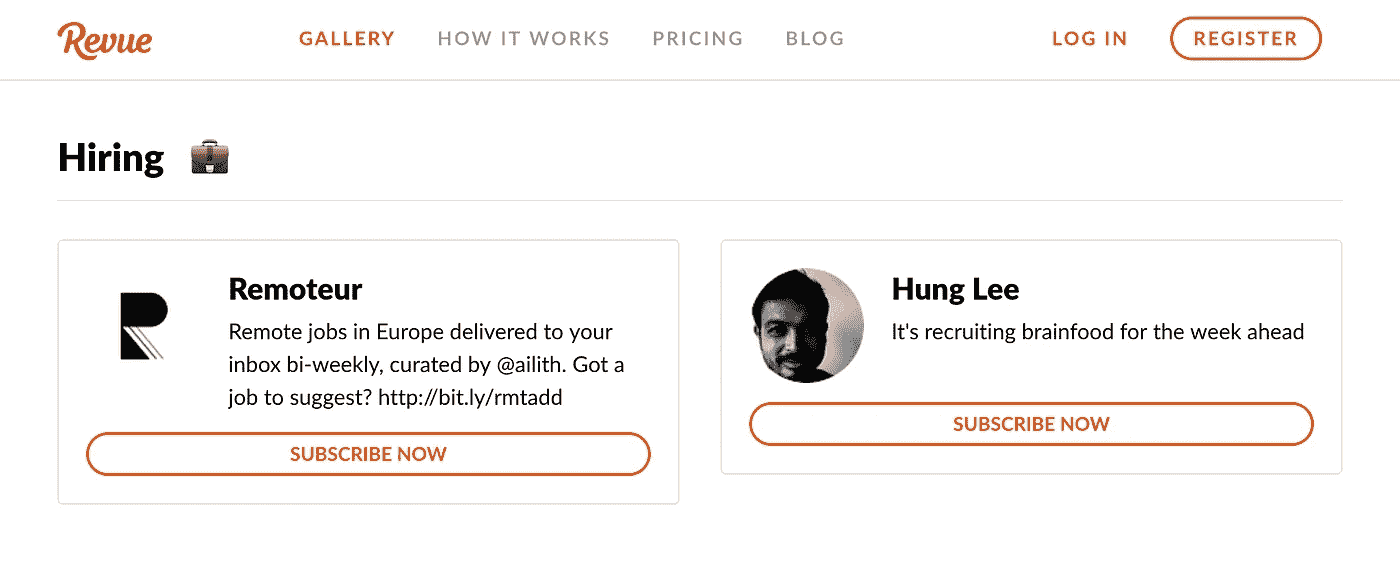 Revue
GALLERY HOW IT WORKS PRICING BLOG LOG IN REGISTER
Hiring
Remoteur
Remote jobs in Europe delivered to your
inbox bi-weekly, curated by @ailith. Got a
job to suggest? http://bit.ly/rmtadd
SUBSCRIBE NOW
Hung Lee
It's recruiting brainfood for the week ahead
SUBSCRIBE NOW